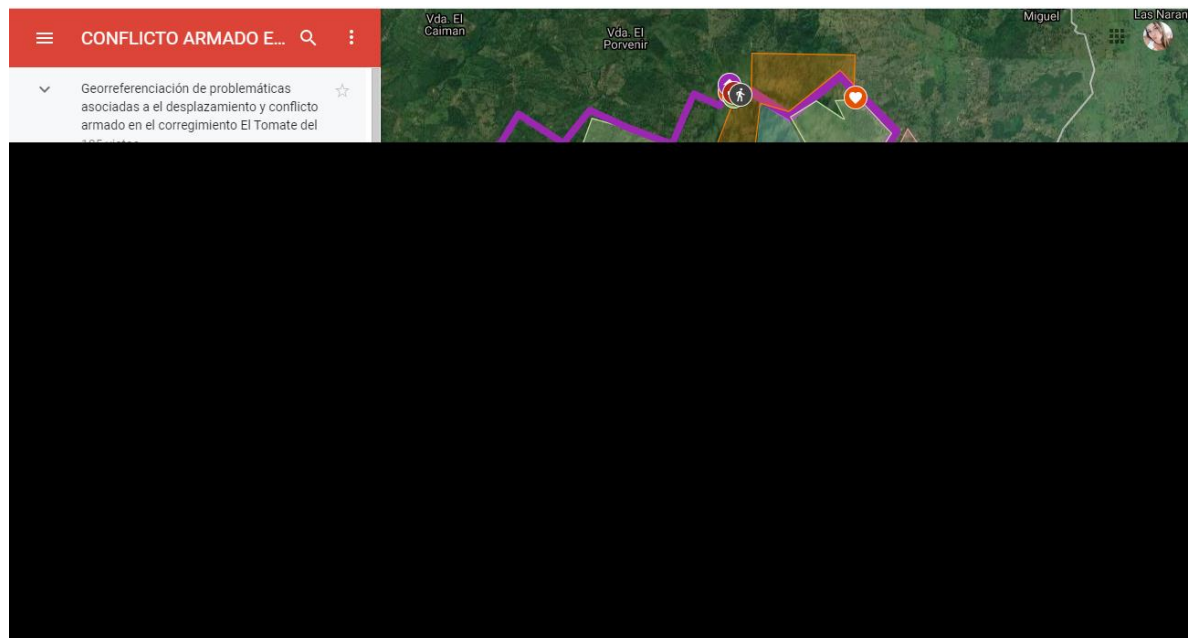 CONFLICTO ARMADO E...
Georreferenciación de problemáticas
asociadas a el desplazamiento y conflicto
armado en el corregimiento El Tomate del
Vda. El
Caiman
Vda. El
Porvenir
Miguel
Las Naran